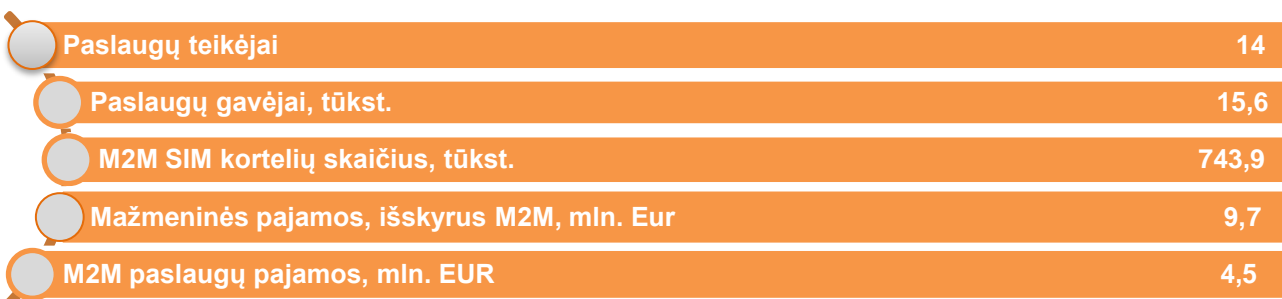 Paslaugų teikėjai 14
Paslaugų gavėjai, tūkst. 15,6
M2M SIM kortelių skaičius, tūkst. 743,9
Mažmeninės pajamos, išskyrus M2M, mln. Eur 9,7
M2M paslaugų pajamos, mln. EUR 4,5